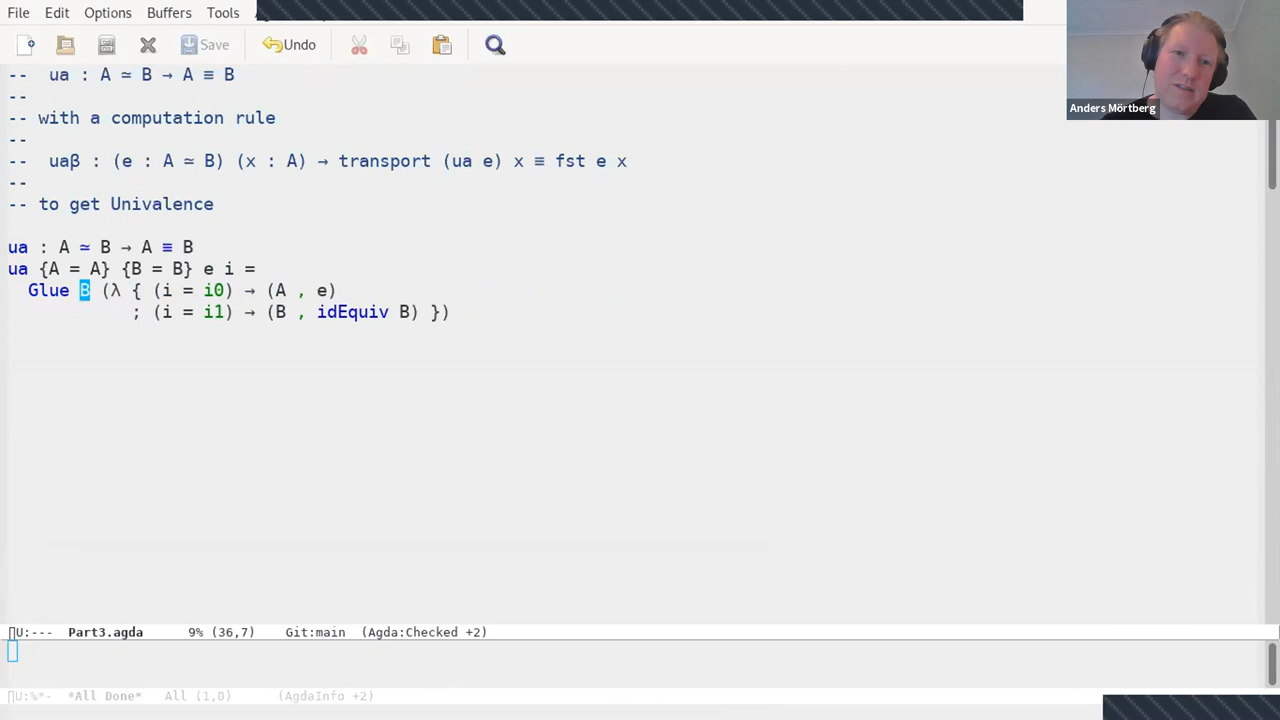 File Edit Options Buffers Tools
Save Undo
Anders Mörtberg
-- ua : A ≃ B → A ≡ B
--
-- with a computation rule
--
-- uaβ : (e : A ≃ B) (x : A) → transport (ua e) x ≡ fst e x
--
-- to get Univalence
ua : A ≃ B → A ≡ B
ua {A = A} {B = B} e i =
Glue B (λ { (i = i0) → (A , e)
; (i = i1) → (B , idEquiv B) })
U:--- Part3.agda 9% (36,7) Git:main (Agda:Checked +2)
U:%*- *All Done* All (1,0) (AgdaInfo +2)